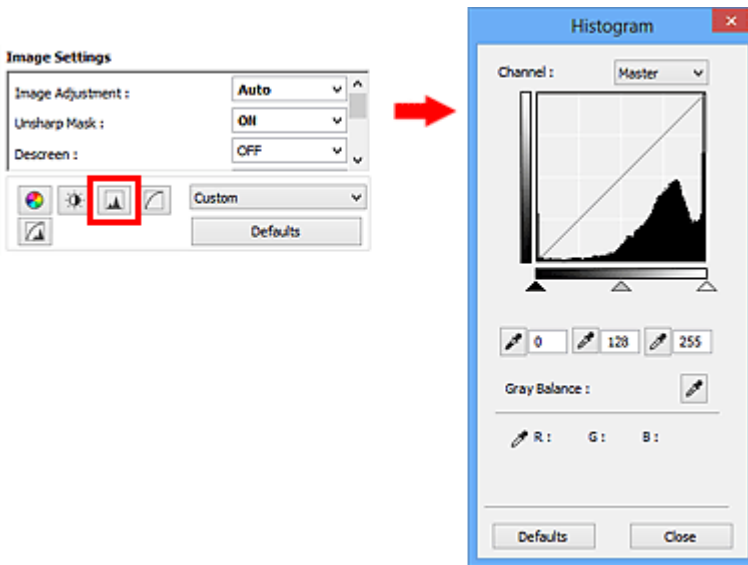 Histogram
Image Settings
Channel : Master
Image Adjustment : Auto
Unsharp Mask : ON
Descreen : OFF
Custom
Defaults
0 128 255
Gray Balance :
R : G : B :
Defaults Close